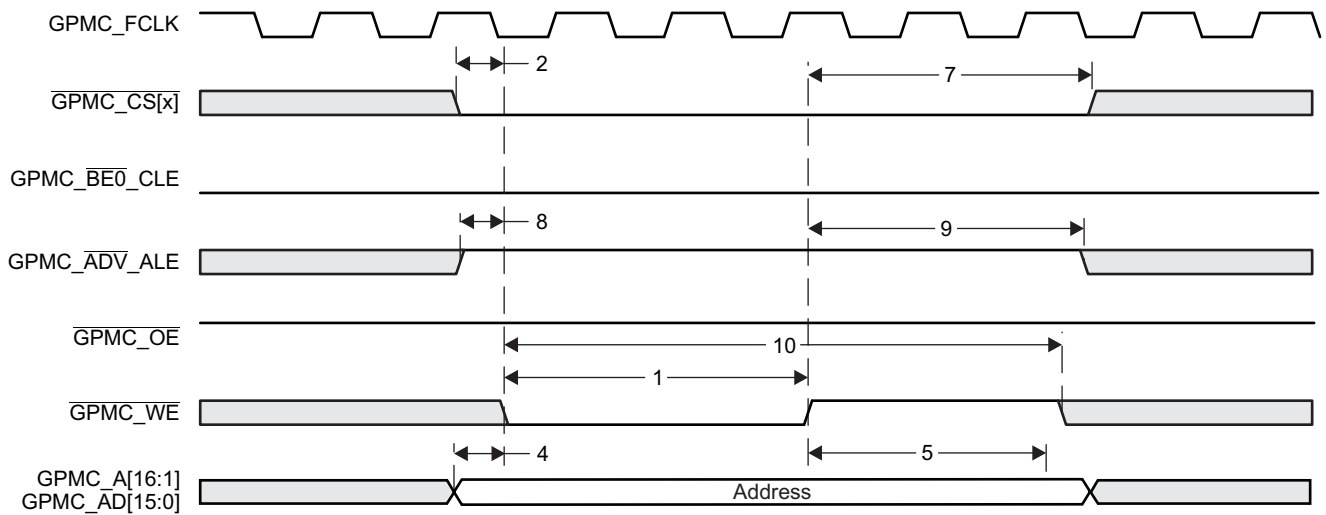 GPMC_FCLK
2
7
GPMC_CS[x]
GPMC_BE0_CLE
8
9
GPMC_ADV_ALE
GPMC_OE
10
1
GPMC_WE
4
5
GPMC_A[16:1]
GPMC_AD[15:0]
Address